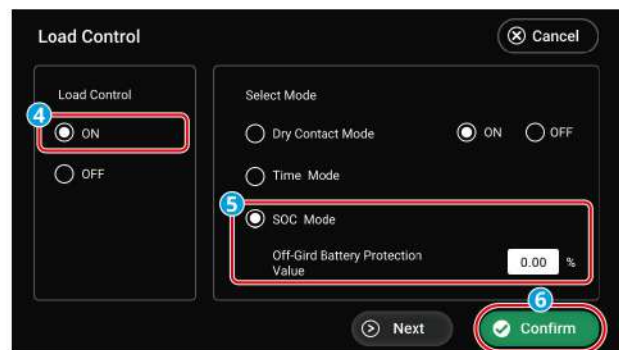 Load Control
Cancel
Load Control
4
ON
OFF
Select Mode
Dry Contact Mode
ON
OFF
Time Mode
5
SOC Mode
Off-Gird Battery Protection
Value
0.00 %
6
Next
Confirm